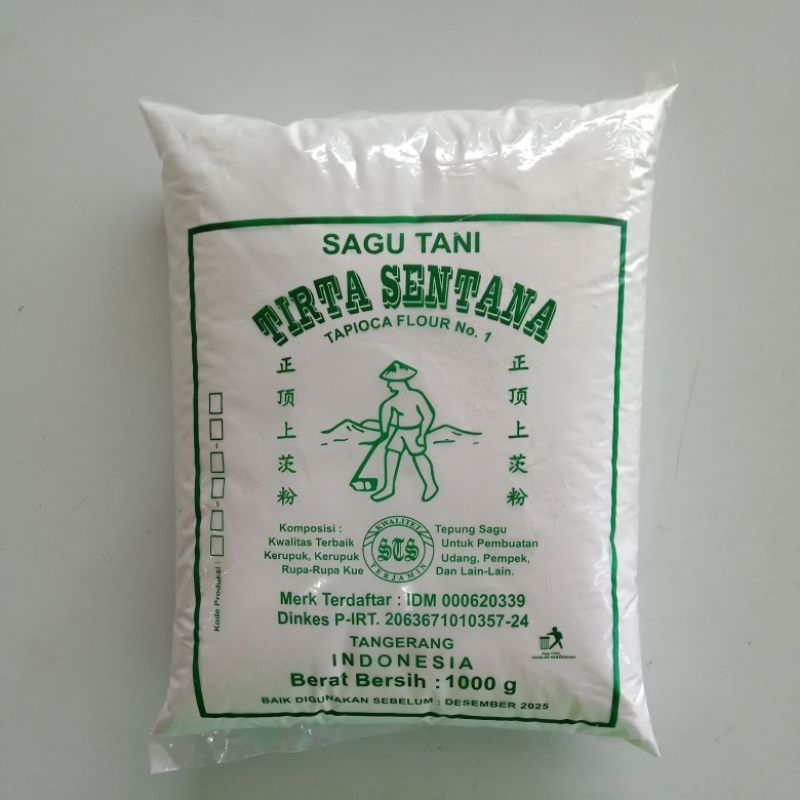 SAGU TANI
TIRTA SENTANA
TAPIOCA FLOUR No. 1
正頂上茨粉
正頂上茨粉
Komposisi : Tepung Sagu
Kwalitas Terbaik Untuk Pembuatan
Kerupuk, Kerupuk Udang, Pempek,
Rupa-Rupa Kue Dan Lain-Lain.
KWALITET
STS
TERJAMIN
Merk Terdaftar : IDM 000620339
Dinkes P-IRT. 2063671010357-24
TANGERANG
INDONESIA
Berat Bersih : 1000 g
BAIK DIGUNAKAN SEBELUM : DESEMBER 2025
Kode Produksi :